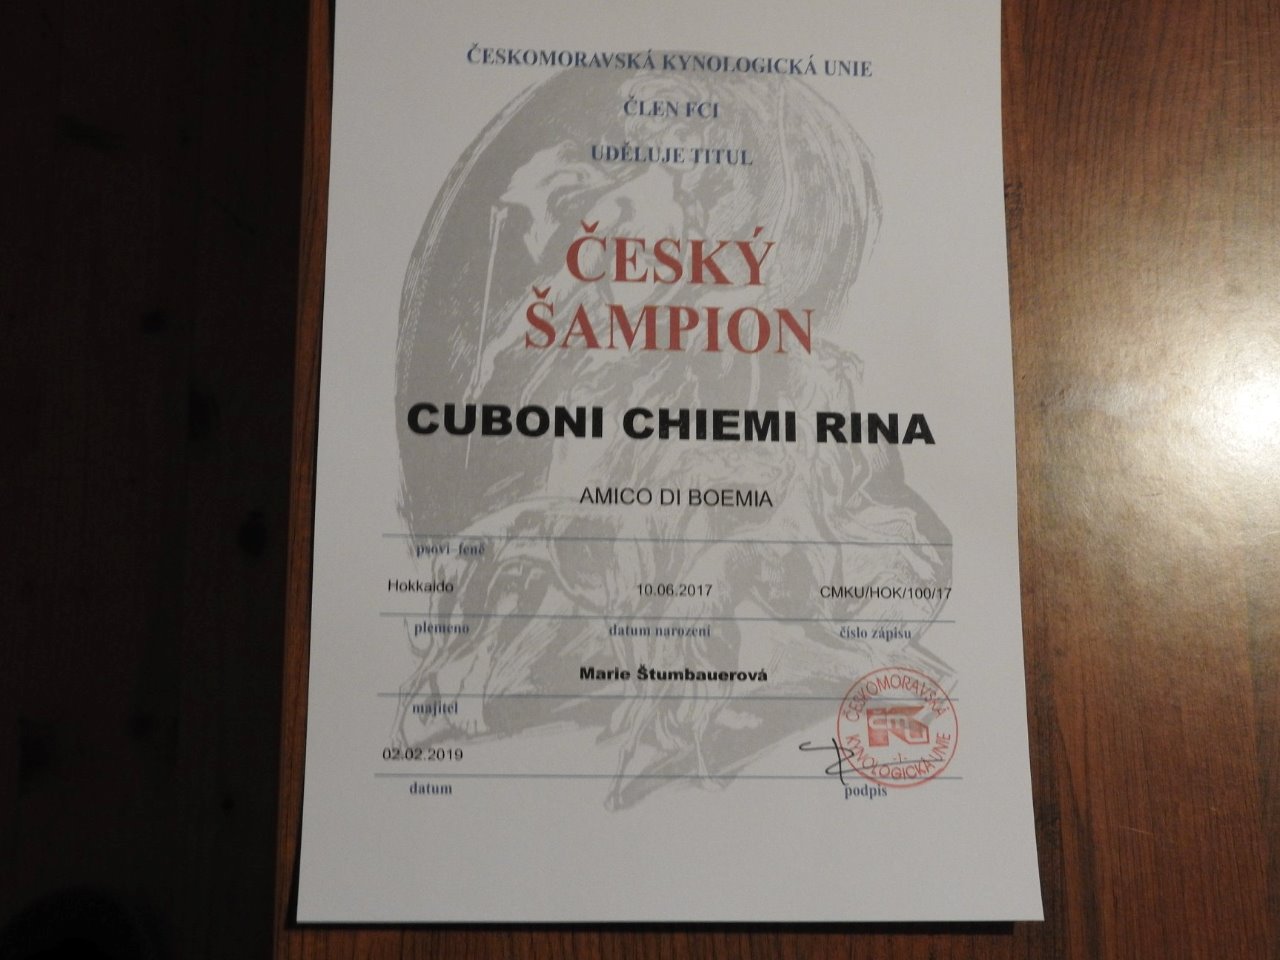 ČESKOMORAVSKÁ KYNOLOGICKÁ UNIE
ČLEN FCI
UDĚLUJE TITUL
ČESKÝ
ŠAMPION
CUBONI CHIEMI RINA
AMICO DI BOEMIA
psovi feně
Hokkaido 10.06.2017 CMKU/HOK/100/17
plemeno datum narození číslo zápisu
Marie Štumbauerová
majitel
ČESKOMORAVSKÁ KYNOLOGICKÁ UNIE
-1-
02.02.2019
datum podpis